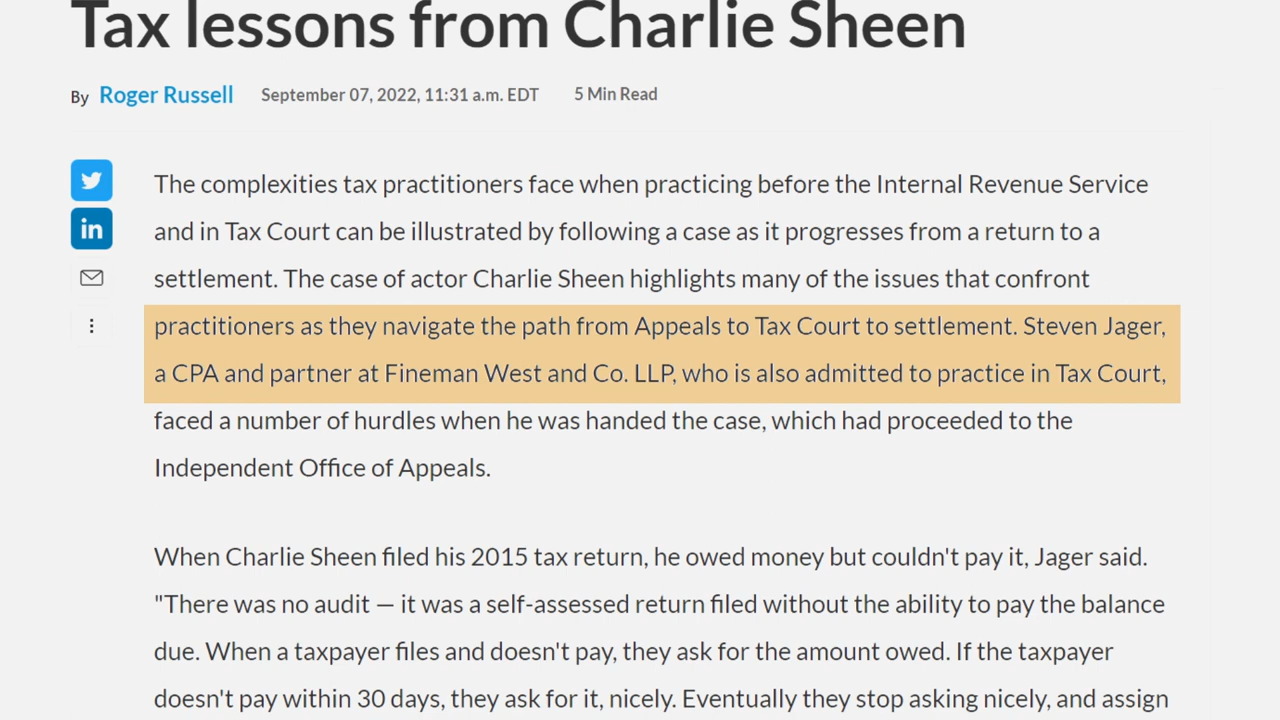 Tax lessons from Charlie Sheen
By Roger Russell September 07, 2022, 11:31 a.m. EDT 5 Min Read
The complexities tax practitioners face when practicing before the Internal Revenue Service
and in Tax Court can be illustrated by following a case as it progresses from a return to a
in
settlement. The case of actor Charlie Sheen highlights many of the issues that confront
practitioners as they navigate the path from Appeals to Tax Court to settlement. Steven Jager,
a CPA and partner at Fineman West and Co. LLP, who is also admitted to practice in Tax Court,
faced a number of hurdles when he was handed the case, which had proceeded to the
Independent Office of Appeals.
When Charlie Sheen filed his 2015 tax return, he owed money but couldn't pay it, Jager said.
"There was no audit — it was a self-assessed return filed without the ability to pay the balance
due. When a taxpayer files and doesn't pay, they ask for the amount owed. If the taxpayer
doesn't pay within 30 days, they ask for it, nicely. Eventually they stop asking nicely, and assign